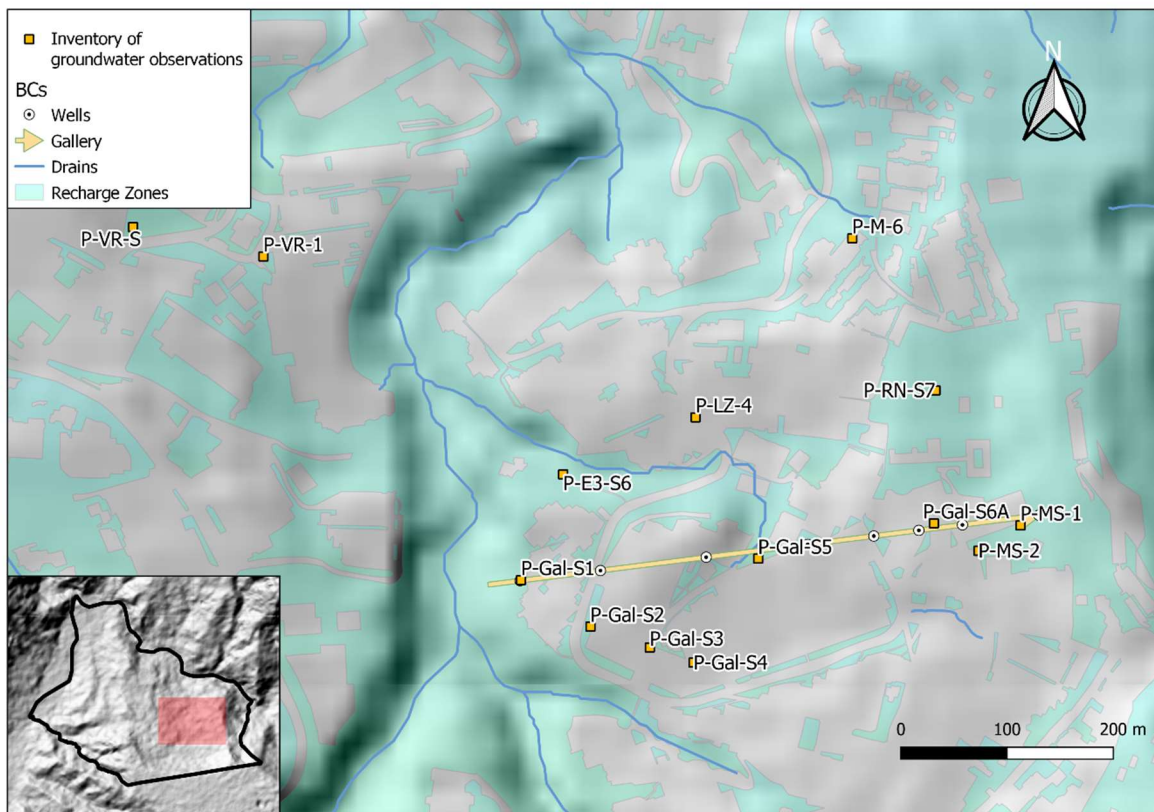 Inventory of
groundwater observations
BCs
Wells
Gallery
Drains
Recharge Zones
N
P-VR-S
P-VR-1
P-M-6
P-RN-S7
P-LZ-4
P-E3-S6
P-Gal-S6A
P-MS-1
P-Gal-S5
P-MS-2
P-Gal-S1
P-Gal-S2
P-Gal-S3
P-Gal-S4
0 100 200 m